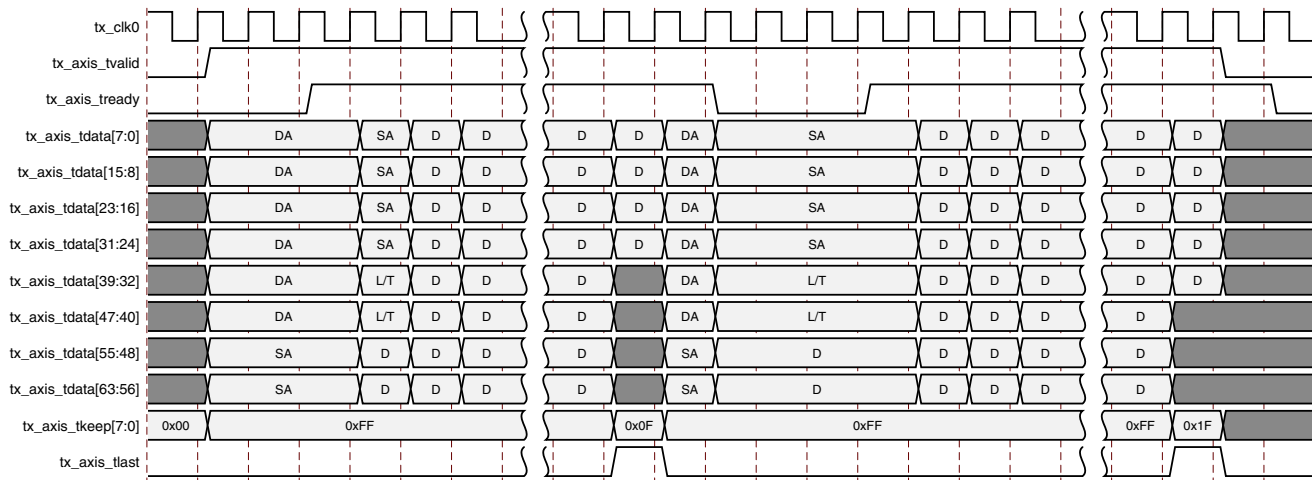 tx_clk0
tx_axis_tvalid
tx_axis_tready
tx_axis_tdata[7:0] DA SA D D D D DA SA D D D D D
tx_axis_tdata[15:8] DA SA D D D D DA SA D D D D D
tx_axis_tdata[23:16] DA SA D D D D DA SA D D D D D
tx_axis_tdata[31:24] DA SA D D D D DA SA D D D D D
tx_axis_tdata[39:32] DA L/T D D D DA L/T D D D D D
tx_axis_tdata[47:40] DA L/T D D D DA L/T D D D D
tx_axis_tdata[55:48] SA D D D D SA D D D D D
tx_axis_tdata[63:56] SA D D D D SA D D D D D
tx_axis_tkeep[7:0] 0x00 0xFF 0x0F 0xFF 0xFF 0x1F
tx_axis_tlast